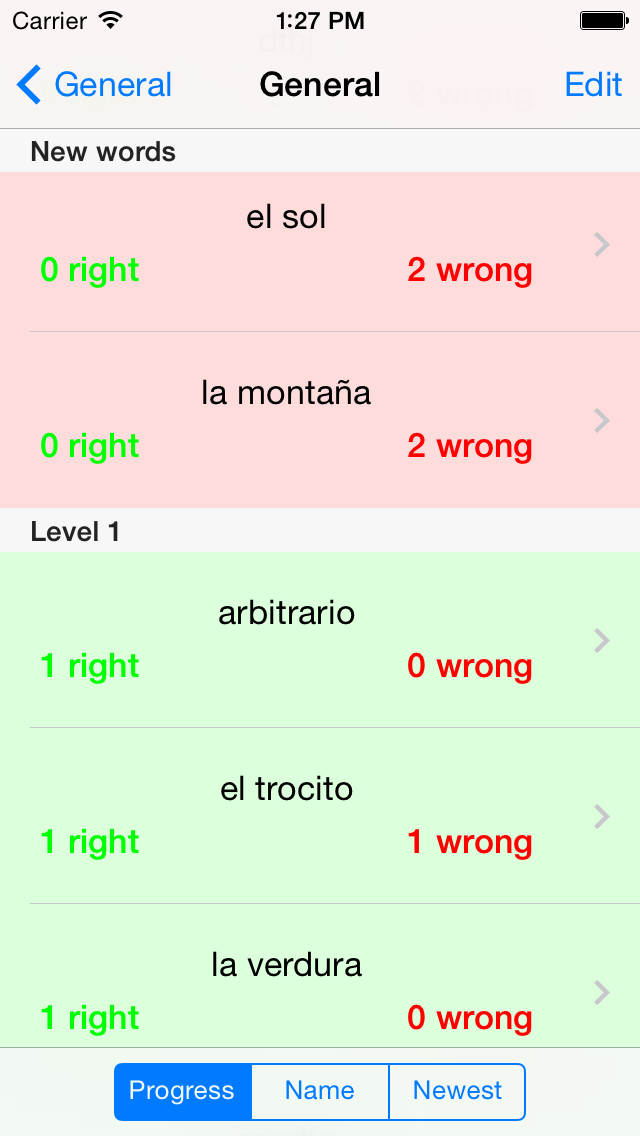 Carrier 1:27 PM
General General Edit
New words
el sol
0 right 2 wrong
la montaña
0 right 2 wrong
Level 1
arbitrario
1 right 0 wrong
el trocito
1 right 1 wrong
la verdura
1 right 0 wrong
Progress Name Newest